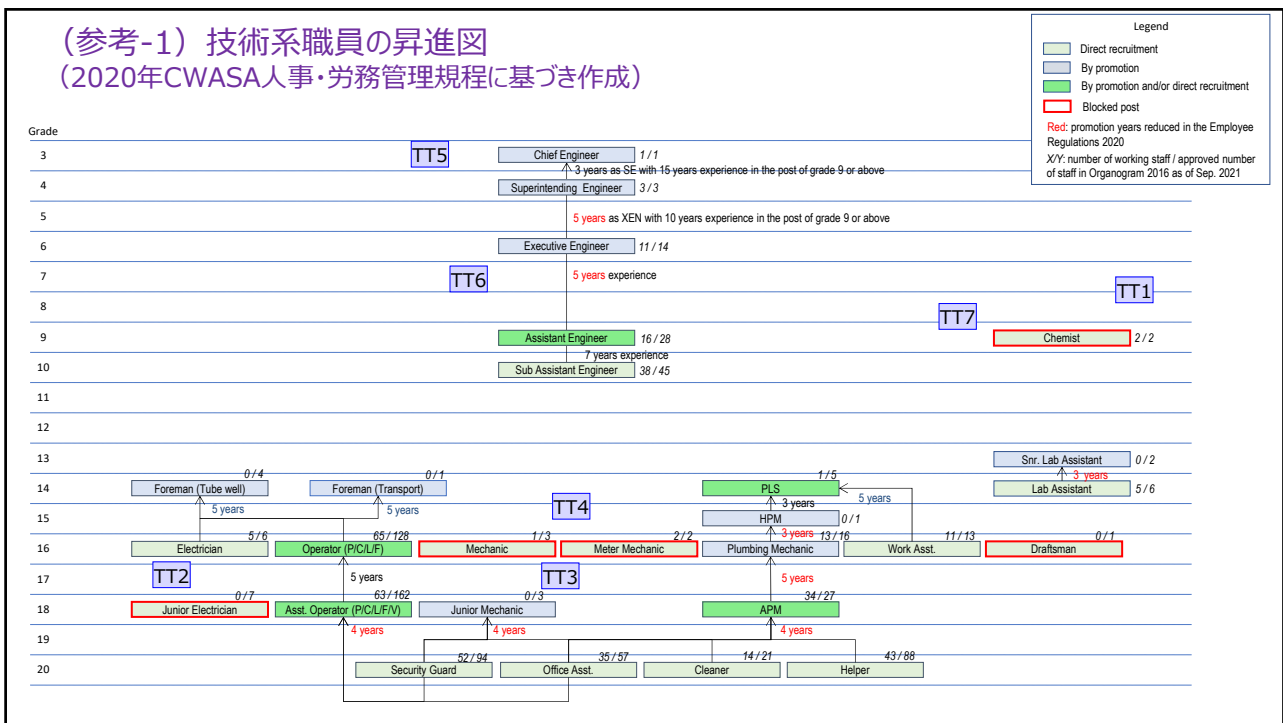 （参考-1）技術系職員の昇進図
（2020年CWASA人事・労務管理規程に基づき作成）
Legend
Direct recruitment
By promotion
By promotion and/or direct recruitment
Blocked post
Red: promotion years reduced in the Employee
Regulations 2020
X/Y: number of working staff / approved number
of staff in Organogram 2016 as of Sep. 2021
Grade
3
TT5
Chief Engineer
1 / 1
3 years as SE with 15 years experience in the post of grade 9 or above
4
Superintending Engineer
3 / 3
5
5 years as XEN with 10 years experience in the post of grade 9 or above
6
Executive Engineer
11 / 14
7
TT6
5 years experience
TT1
8
TT7
9
Assistant Engineer
16 / 28
Chemist
2 / 2
7 years experience
10
Sub Assistant Engineer
38 / 45
11
12
13
Snr. Lab Assistant
0 / 2
0 / 4
0 / 1
1 / 5
3 years
14
Foreman (Tube well)
Foreman (Transport)
PLS
Lab Assistant
5 / 6
5 years
5 years
3 years
5 years
15
TT4
HPM
0 / 1
5 / 6
65 / 128
1 / 3
2 / 2
3 years
13 / 16
11 / 13
0 / 1
16
Electrician
Operator (P/C/L/F)
Mechanic
Meter Mechanic
Plumbing Mechanic
Work Asst.
Draftsman
17
TT2
5 years
TT3
5 years
0 / 7
63 / 162
0 / 3
34 / 27
18
Junior Electrician
Asst. Operator (P/C/L/F/V)
Junior Mechanic
APM
4 years
4 years
4 years
19
52 / 94
35 / 57
14 / 21
43 / 88
20
Security Guard
Office Asst.
Cleaner
Helper